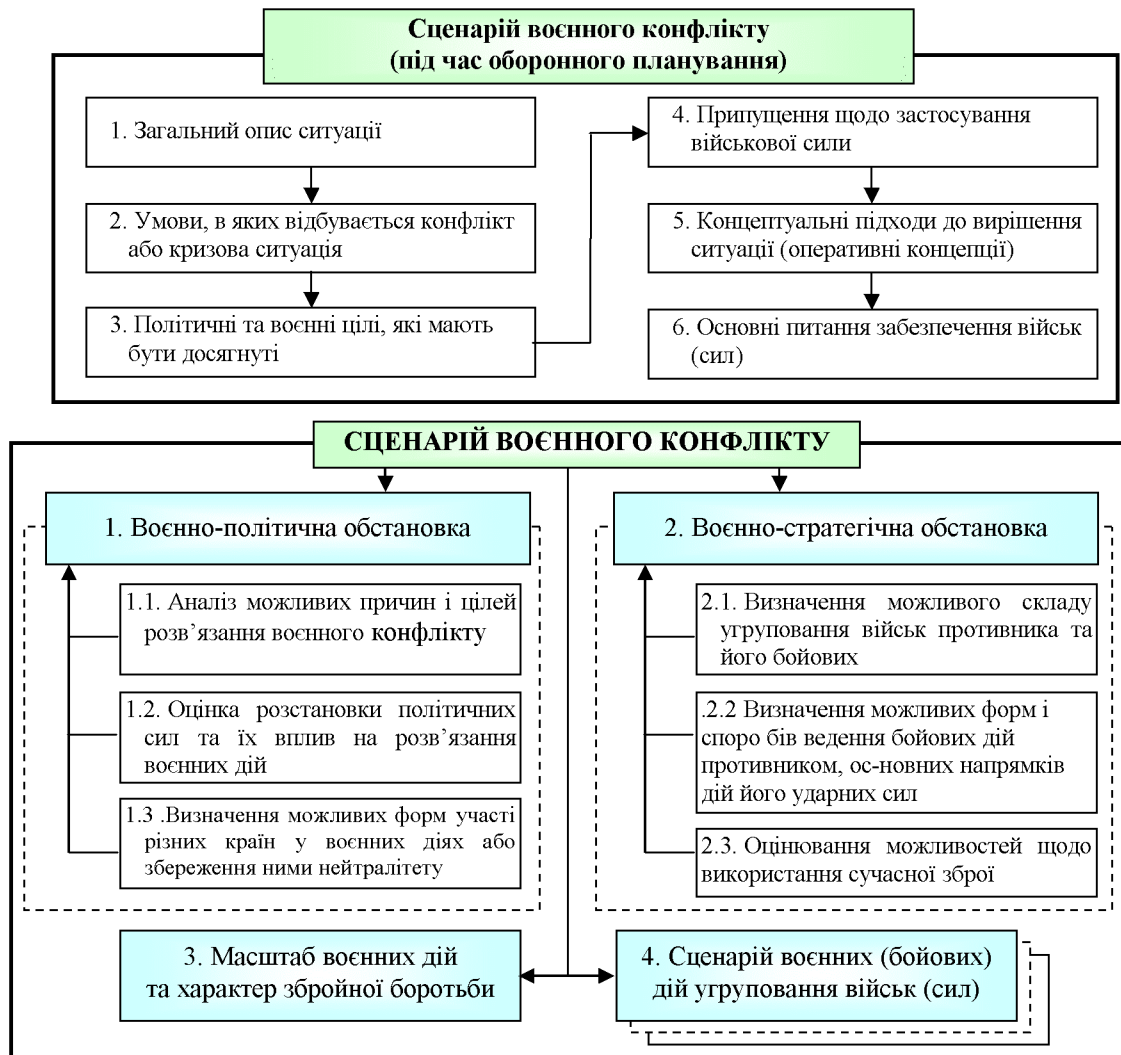 Сценарій воєнного конфлікту
(під час оборонного планування)
1. Загальний опис ситуації
2. Умови, в яких відбувається конфлікт
або кризова ситуація
3. Політичні та воєнні цілі, які мають
бути досягнуті
4. Припущення щодо застосування
військової сили
5. Концептуальні підходи до вирішення
ситуації (оперативні концепції)
6. Основні питання забезпечення військ
(сил)
СЦЕНАРІЙ ВОЄННОГО КОНФЛІКТУ
1. Воєнно-політична обстановка
1.1. Аналіз можливих причин і цілей
розв’язання воєнного конфлікту
1.2. Оцінка розстановки політичних
сил та їх вплив на розв’язання
воєнних дій
1.3 .Визначення можливих форм участі
різних країн у воєнних діях або
збереження ними нейтралітету
2. Воєнно-стратегічна обстановка
2.1. Визначення можливого складу
угруповання військ противника та
його бойових
.2.2 Визначення можливих форм і
споро бів ведення бойових дій
противником, ос-новних напрямків
дій його ударних сил
2.3. Оцінювання можливостей щодо
використання сучасної зброї
3. Масштаб воєнних дій
та характер збройної боротьби
4. Сценарій воєнних (бойових)
дій угруповання військ (сил)